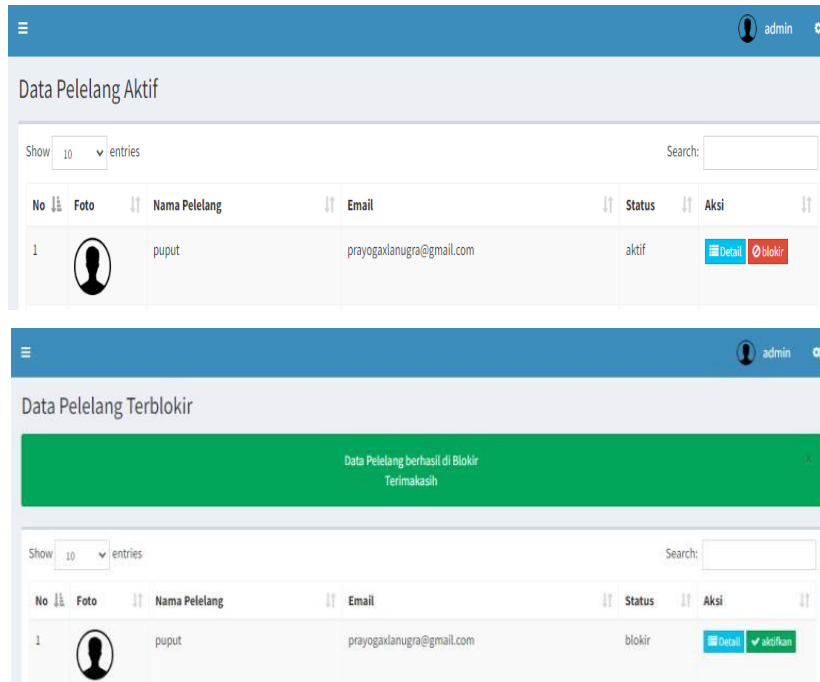 admin
Data Pelelang Aktif
Show 10 entries Search:
No Foto Nama Pelelang Email Status Aksi
1 puput prayogaxlanugra@gmail.com aktif Detail blokir
admin
Data Pelelang Terblokir
Data Pelelang berhasil di Blokir
Terimakasih
Show 10 entries Search:
No Foto Nama Pelelang Email Status Aksi
1 puput prayogaxlanugra@gmail.com blokir Detail aktifkan